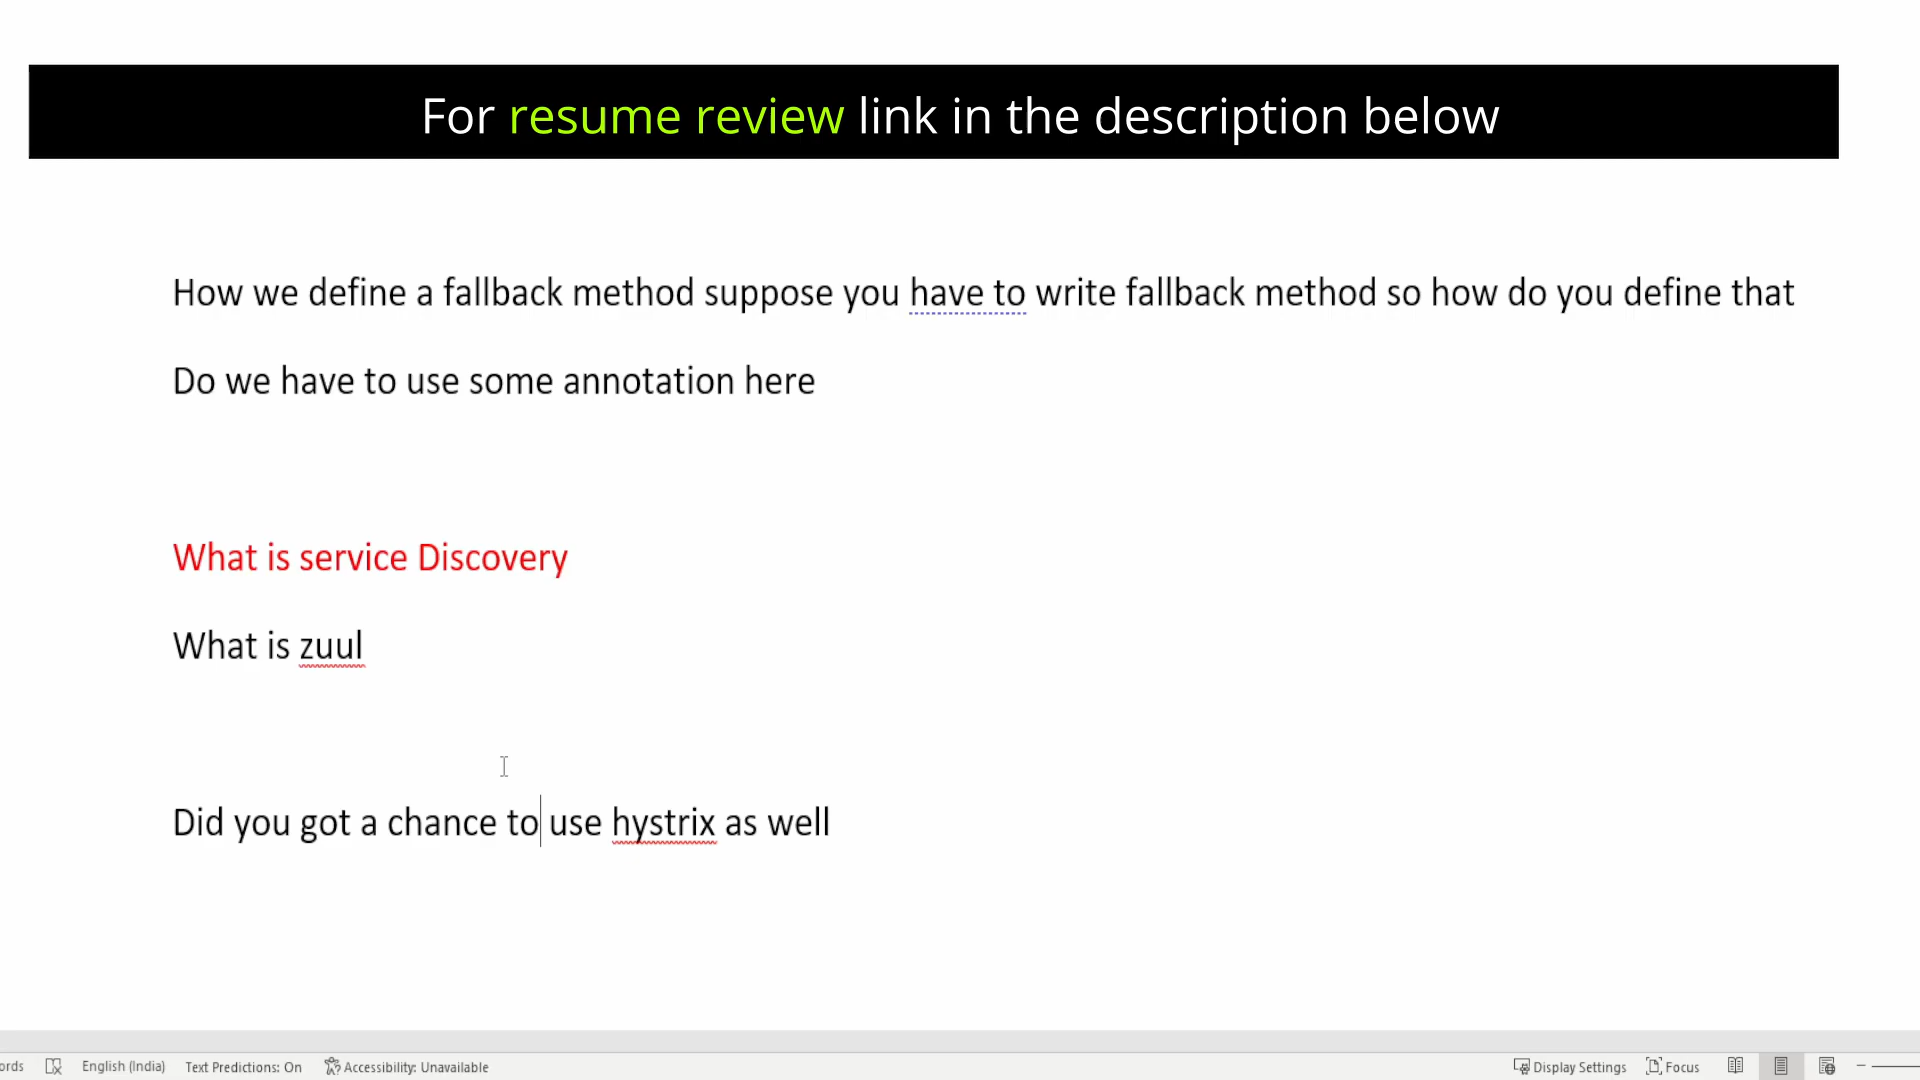 For resume review link in the description below
How we define a fallback method suppose you have to write fallback method so how do you define that
Do we have to use some annotation here
What is service Discovery
What is zuul
Did you got a chance to use hystrix as well
ords English (India) Text Predictions: On Accessibility: Unavailable Display Settings Focus